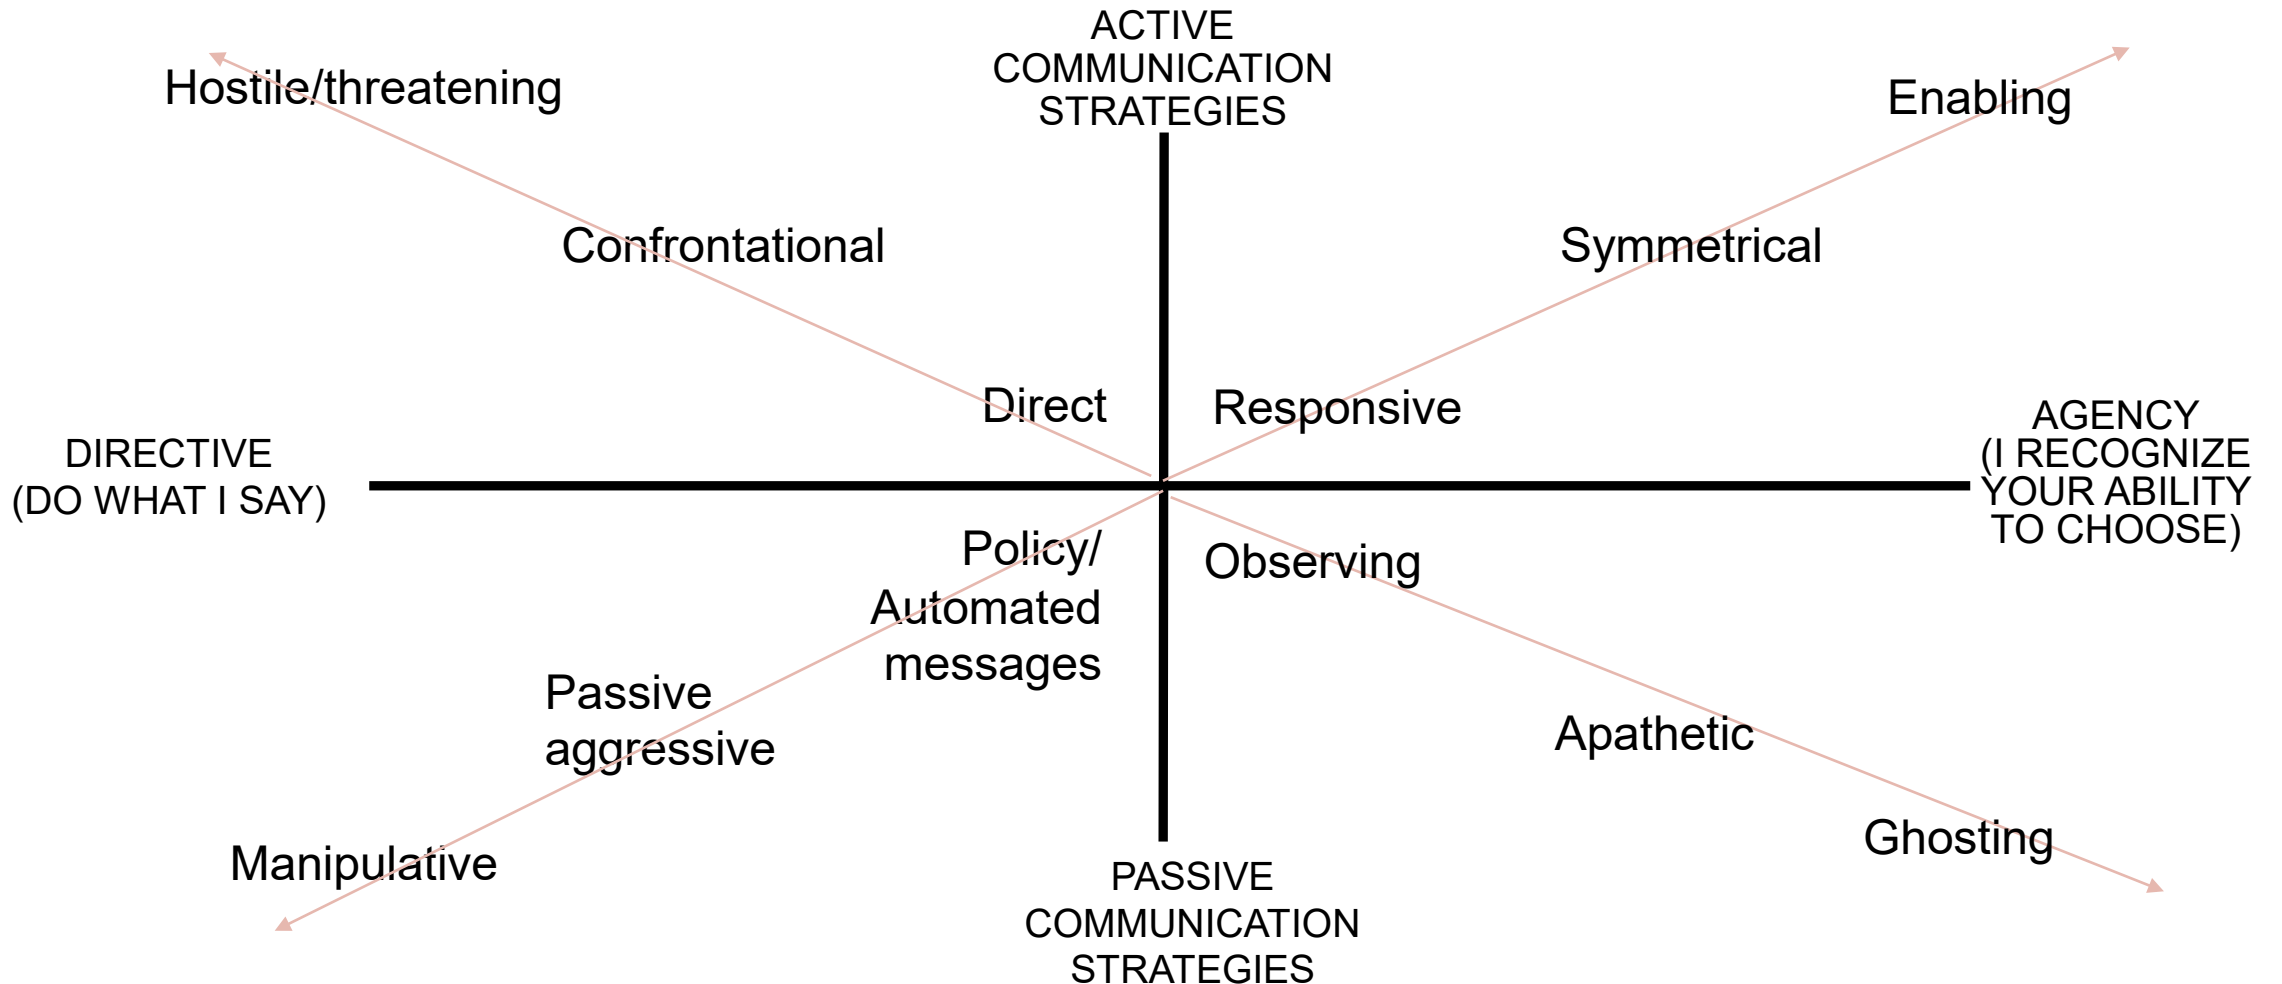 ACTIVE
COMMUNICATION
STRATEGIES
Hostile/threatening
Enabling
Confrontational
Symmetrical
Direct
Responsive
DIRECTIVE
(DO WHAT I SAY)
AGENCY
(I RECOGNIZE
YOUR ABILITY
TO CHOOSE)
Policy/
Automated
messages
Observing
Passive
aggressive
Apathetic
Manipulative
Ghosting
PASSIVE
COMMUNICATION
STRATEGIES